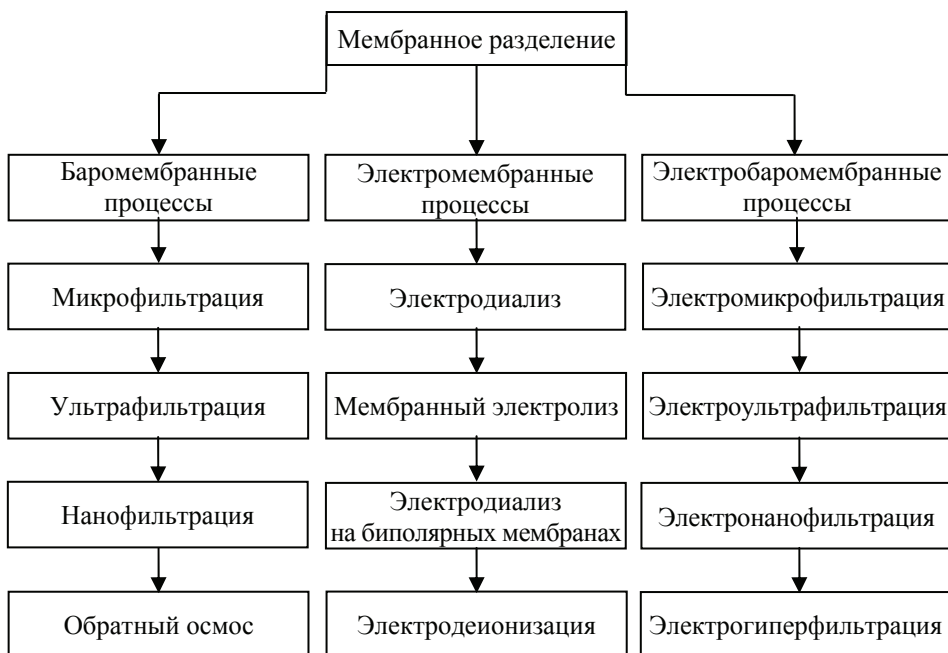 Мембранное разделение
Баромембранные
процессы
Электромембранные
процессы
Электробаромембранные
процессы
Микрофильтрация
Электродиализ
Электромикрофильтрация
Ультрафильтрация
Мембранный электролиз
Электроультрафильтрация
Нанофильтрация
Электродиализ
на биполярных мембранах
Электронанофильтрация
Обратный осмос
Электродеионизация
Электрогиперфильтрация